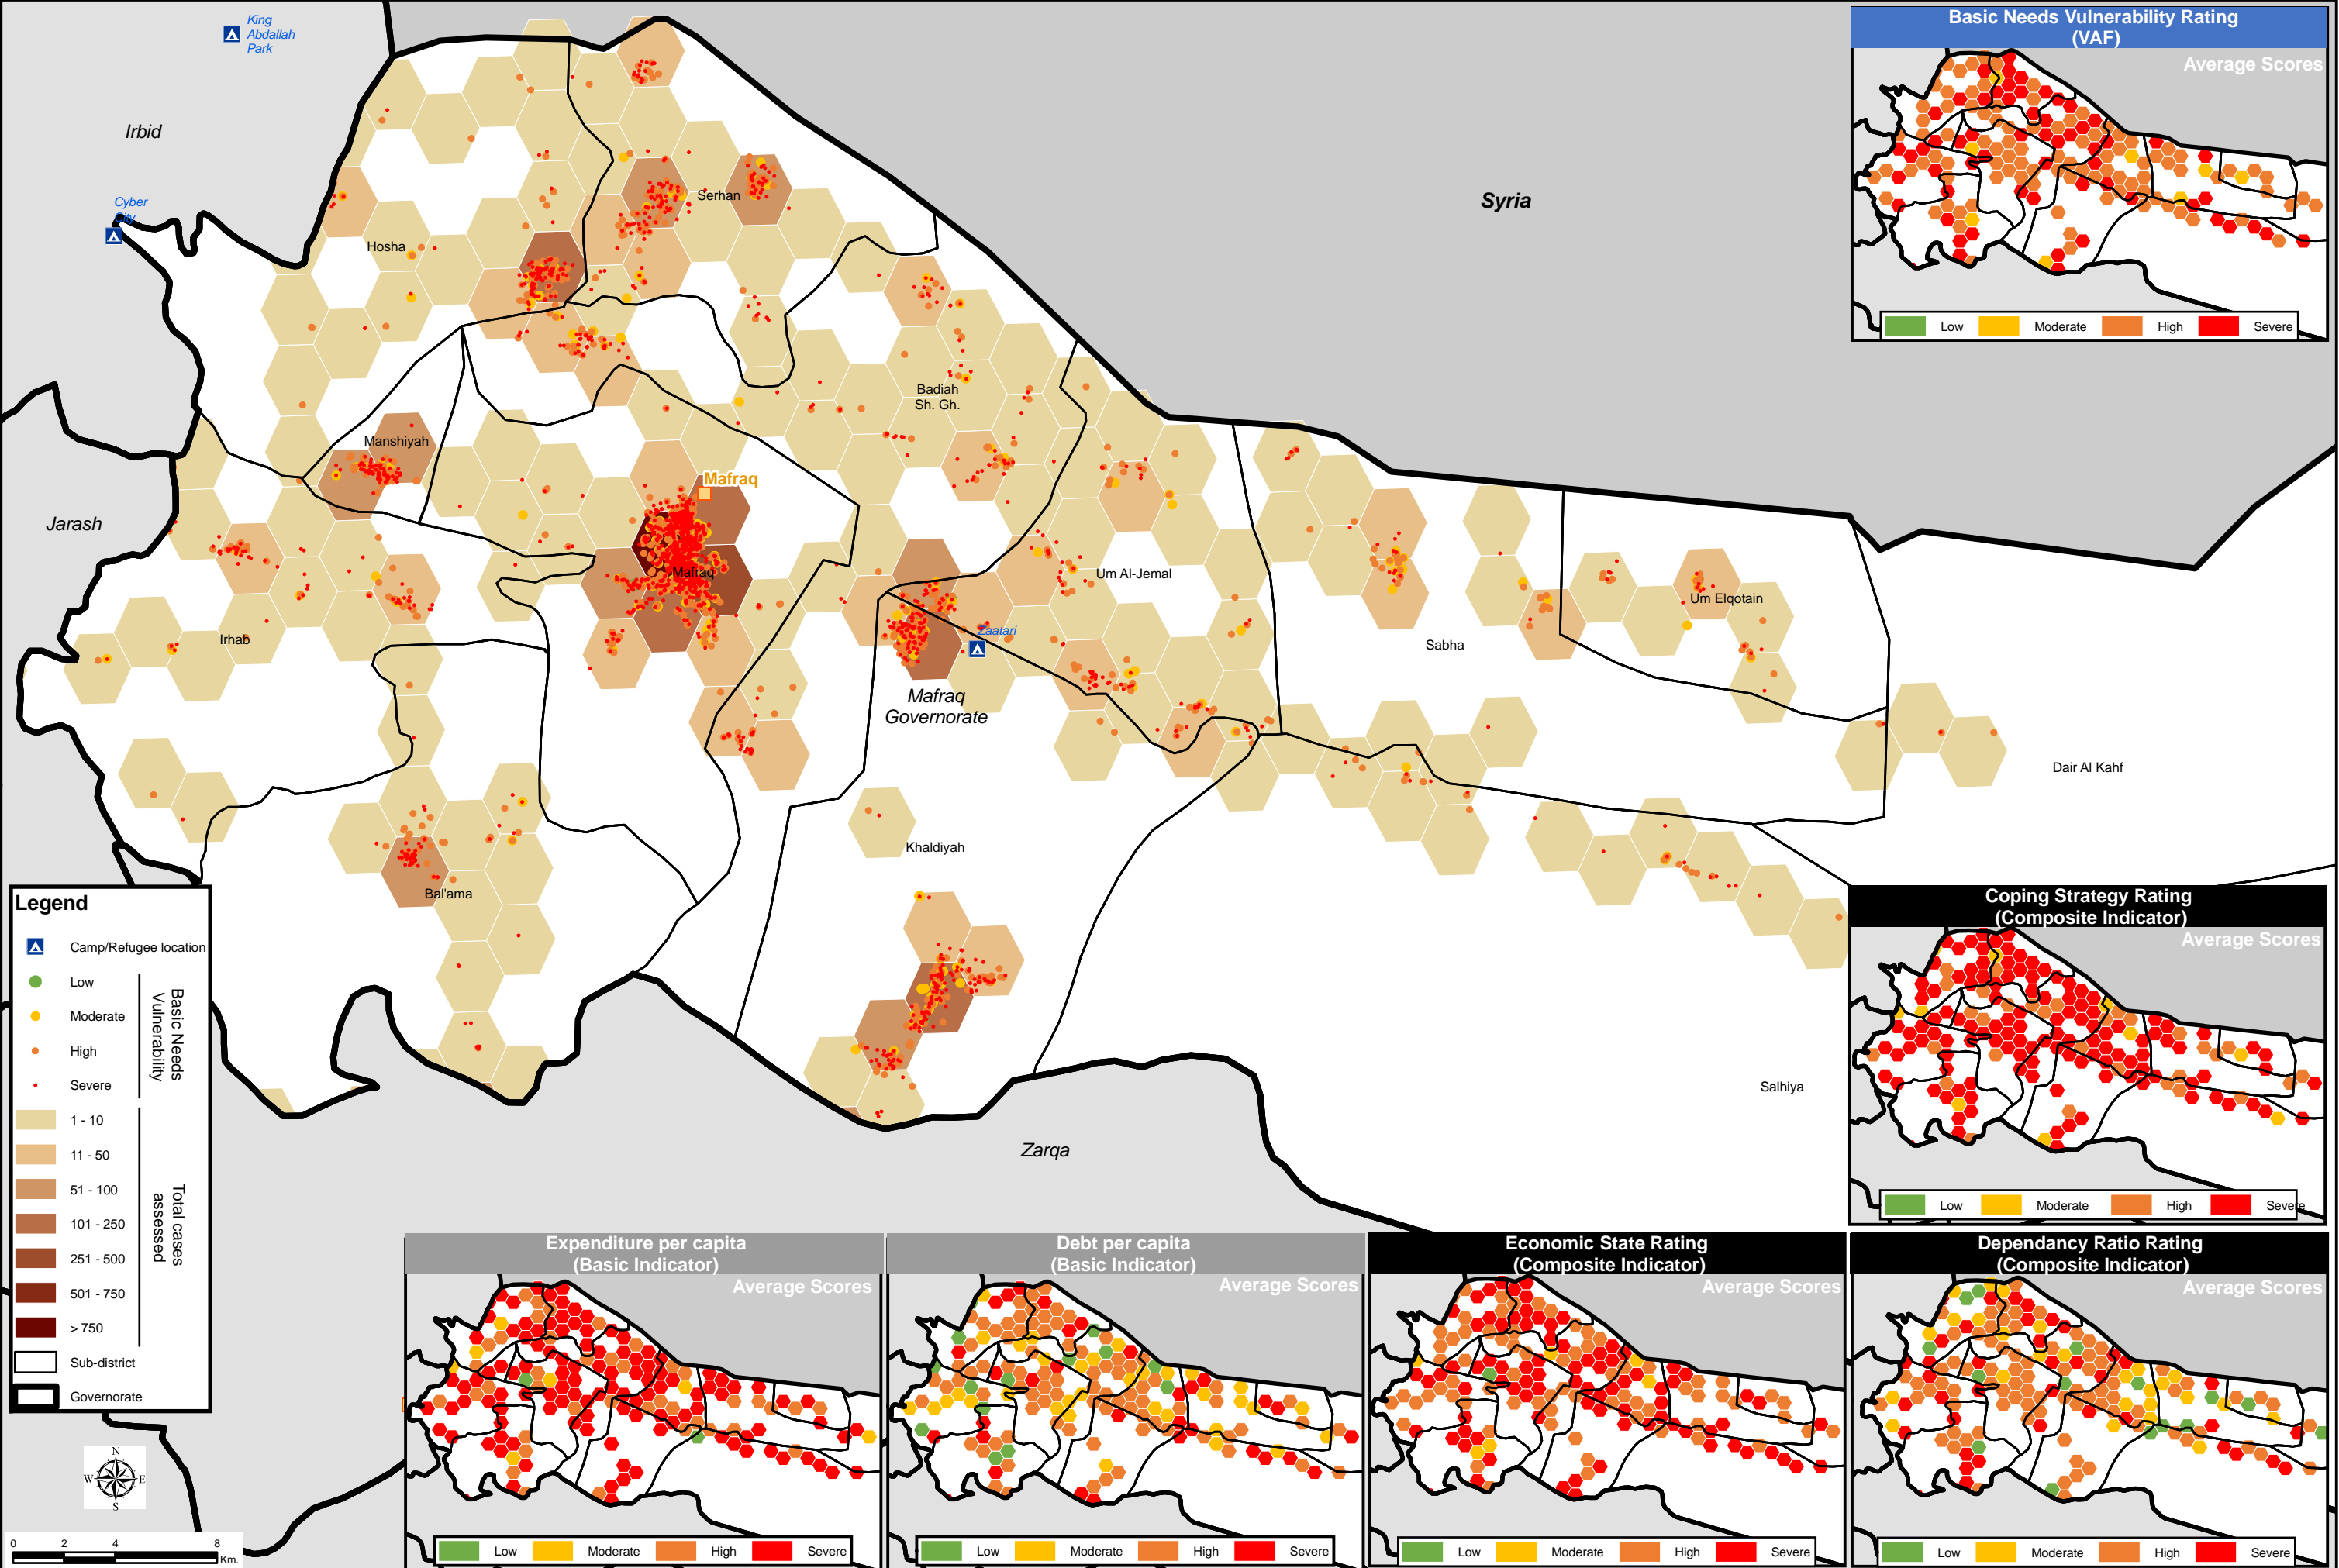 King
Abdallah
Park
Irbid
Cyber
City
Jarash
Syria
Serhan
Hosha
Badiah
Sh. Gh.
Manshiyah
Mafraq
Mafraq
Um Al-Jemal
Um Elqotain
Zaatari
Irhab
Sabha
Mafraq
Governorate
Dair Al Kahf
Khaldiyah
Bal'ama
Salhiya
Zarqa
Legend
Camp/Refugee location
Low
Moderate
High
Severe
Basic Needs
Vulnerability
1 - 10
11 - 50
51 - 100
101 - 250
251 - 500
501 - 750
> 750
Total cases
assessed
Sub-district
Governorate
N
W
E
S
0 2 4 8
Km.
Basic Needs Vulnerability Rating
(VAF)
Average Scores
Low Moderate High Severe
Coping Strategy Rating
(Composite Indicator)
Average Scores
Low Moderate High Severe
Expenditure per capita
(Basic Indicator)
Average Scores
Low Moderate High Severe
Debt per capita
(Basic Indicator)
Average Scores
Low Moderate High Severe
Economic State Rating
(Composite Indicator)
Average Scores
Low Moderate High Severe
Dependancy Ratio Rating
(Composite Indicator)
Average Scores
Low Moderate High Severe